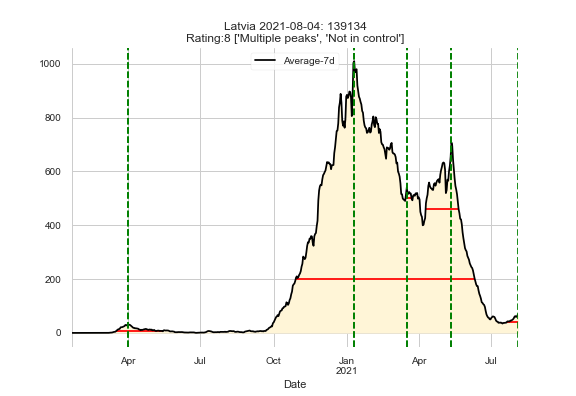 Latvia 2021-08-04: 139134
Rating:8 ['Multiple peaks', 'Not in control']
Average-7d
1000
800
600
400
200
0
Apr
Jul
Oct
Jan
2021
Apr
Jul
Date